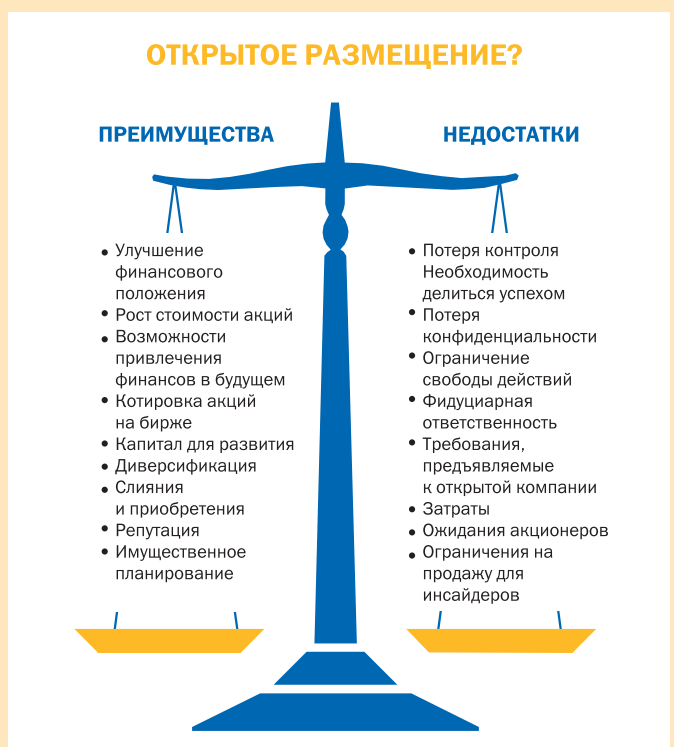 ОТКРЫТОЕ РАЗМЕЩЕНИЕ?
ПРЕИМУЩЕСТВА
• Улучшение
финансового
положения
• Рост стоимости акций
• Возможности
привлечения
финансов в будущем
• Котировка акций
на бирже
• Капитал для развития
• Диверсификация
• Слияния
и приобретения
• Репутация
• Имущественное
планирование
НЕДОСТАТКИ
• Потеря контроля
Необходимость
делиться успехом
• Потеря
конфиденциальности
• Ограничение
свободы действий
• Фидуциарная
ответственность
• Требования,
предъявляемые
к открытой компании
• Затраты
• Ожидания акционеров
• Ограничения на
продажу для
инсайдеров